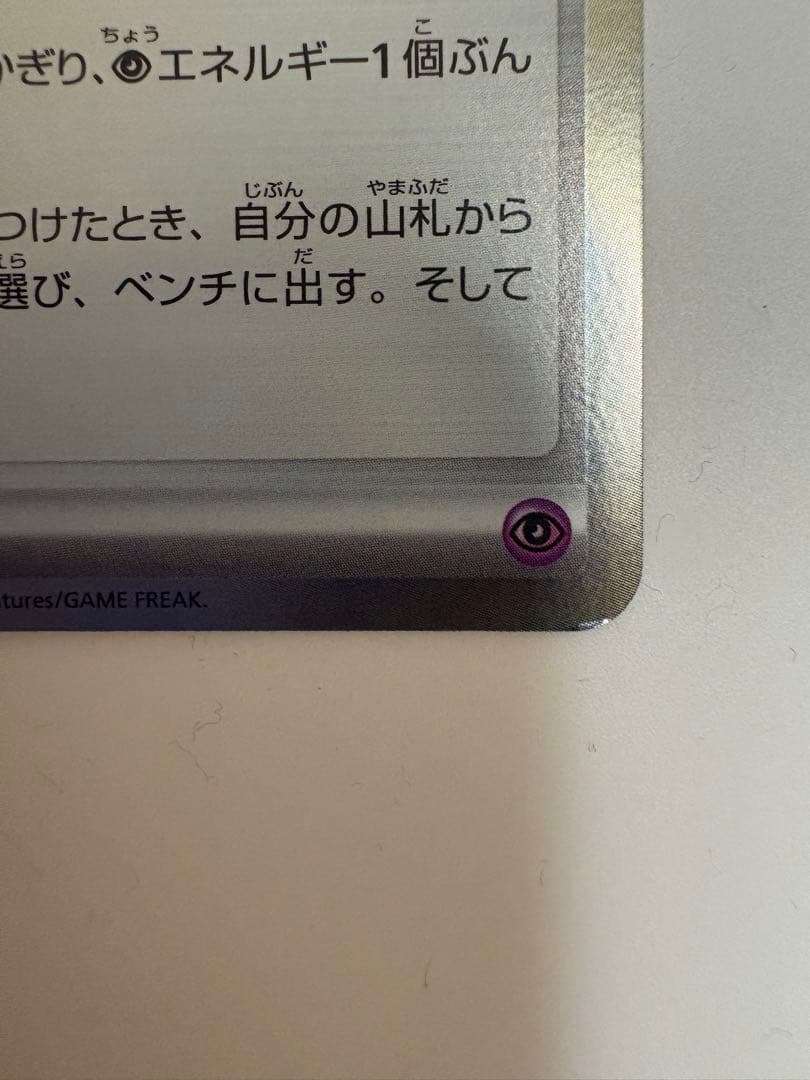 ぎり、超エネルギー1個ぶん
つけたとき、自分の山札から
選び、ベンチに出す。そして
tures/GAME FREAK.